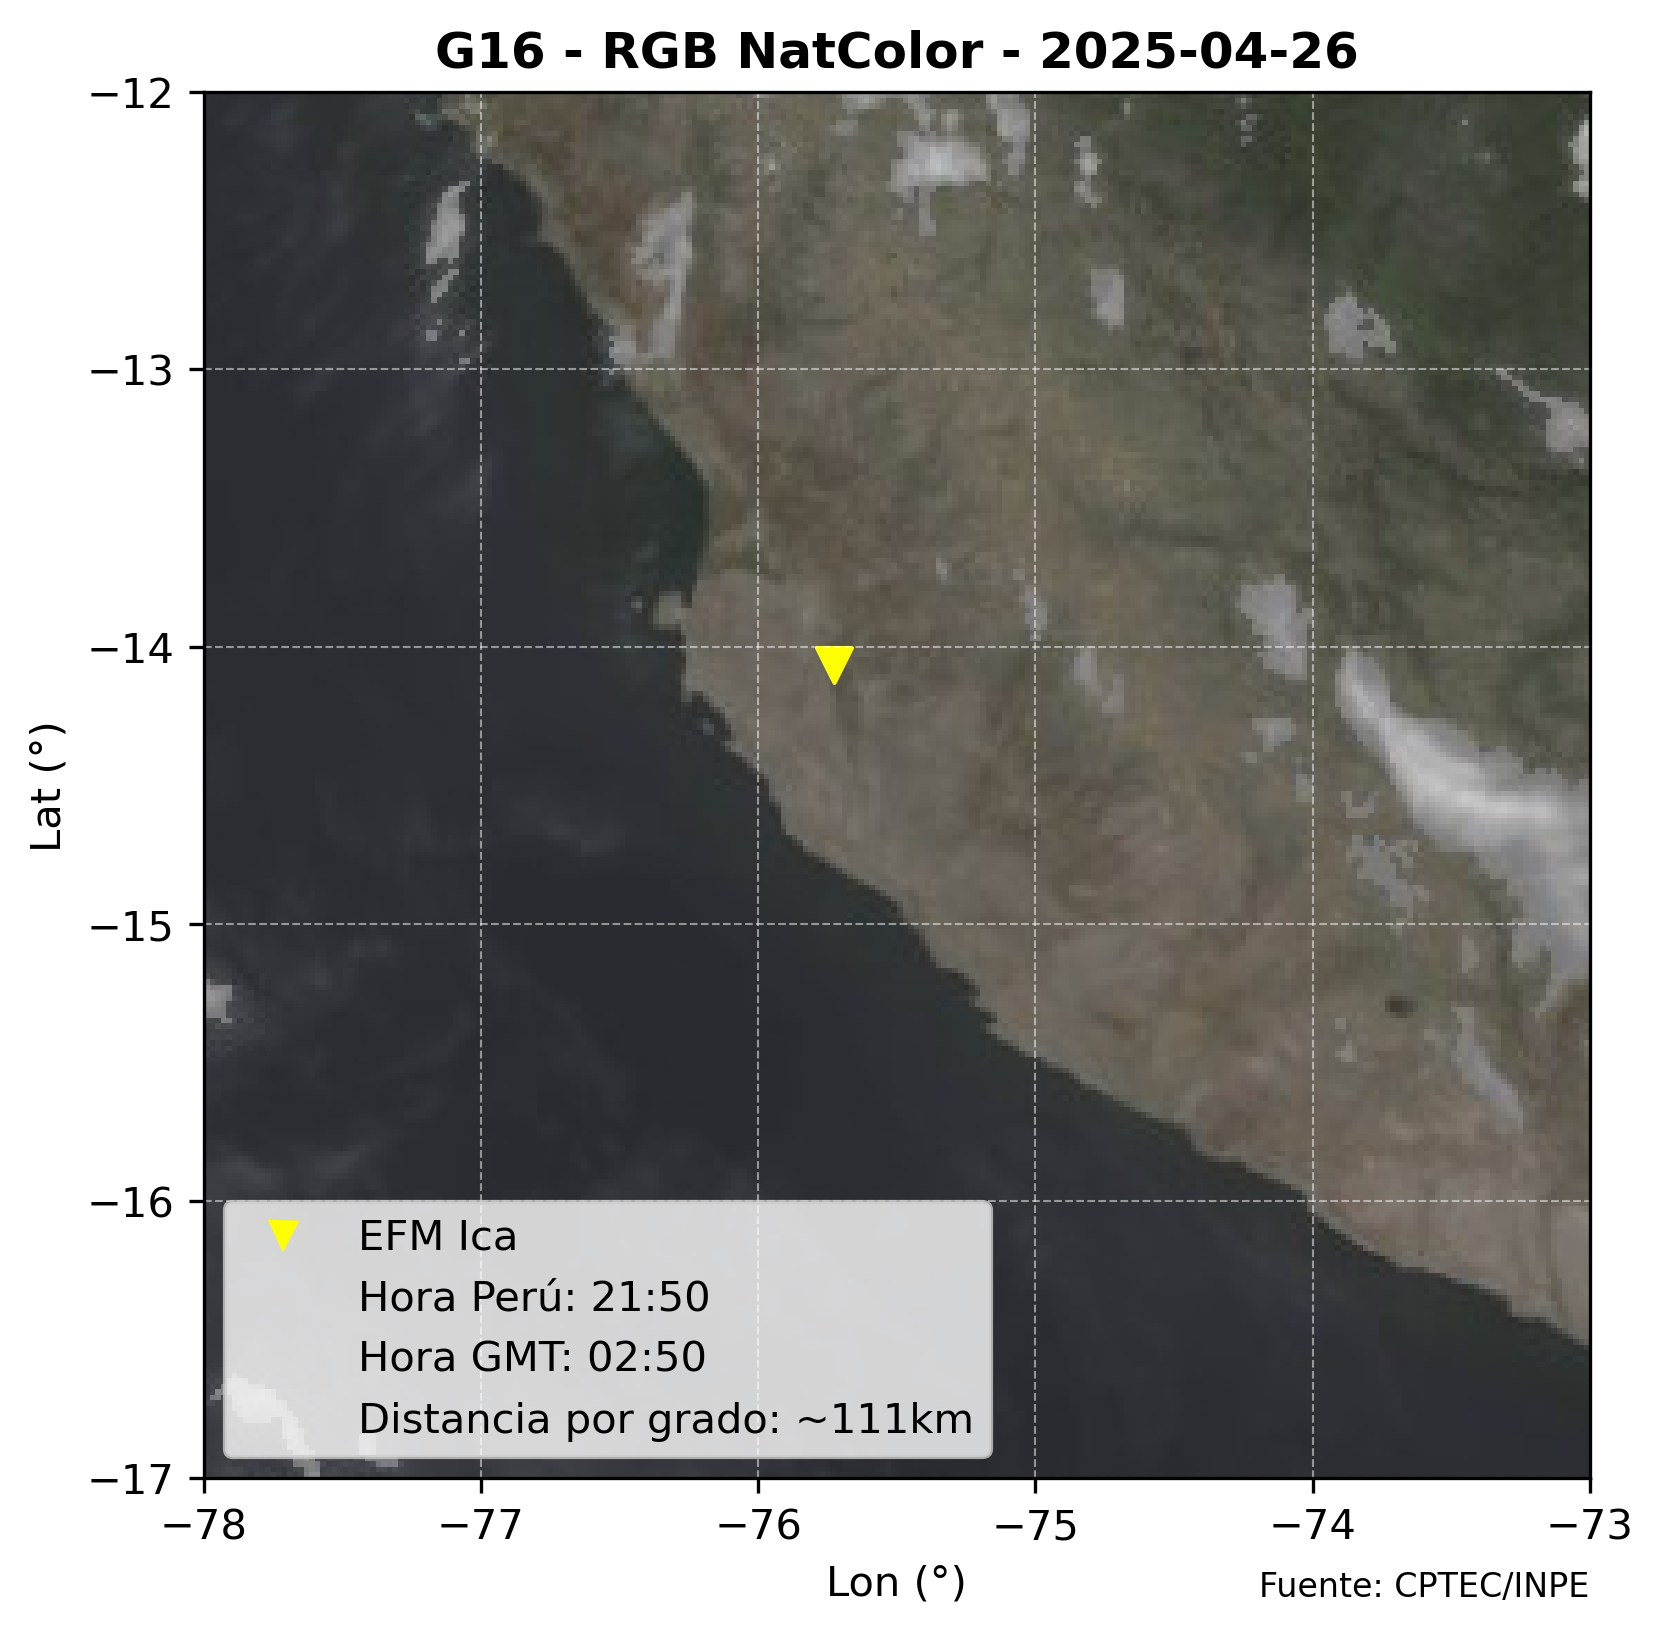 G16 - RGB NatColor - 2025-04-26
−12
−13
−14
−15
−16
−17
Lat (°)
EFM Ica
Hora Perú: 21:50
Hora GMT: 02:50
Distancia por grado: ~111km
−78 −77 −76 −75 −74 −73
Lon (°)
Fuente: CPTEC/INPE